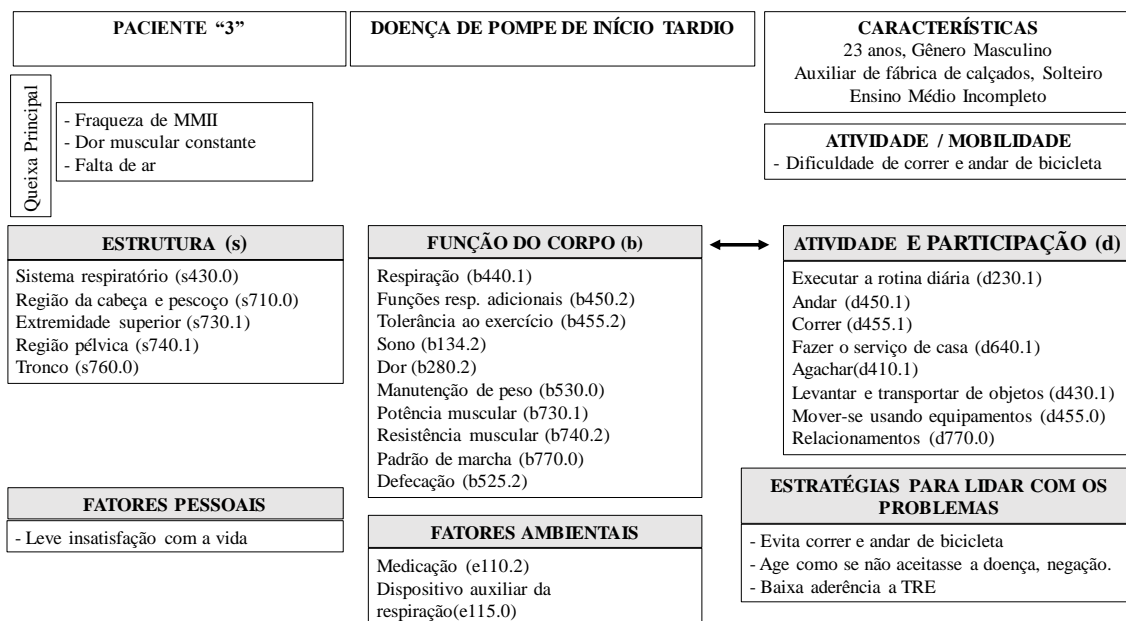 PACIENTE “3”
DOENÇA DE POMPE DE INÍCIO TARDIO
CARACTERÍSTICAS
23 anos, Gênero Masculino
Auxiliar de fábrica de calçados, Solteiro
Ensino Médio Incompleto
Queixa Principal
- Fraqueza de MMII
- Dor muscular constante
- Falta de ar
ATIVIDADE / MOBILIDADE
- Dificuldade de correr e andar de bicicleta
ESTRUTURA (s)
Sistema respiratório (s430.0)
Região da cabeça e pescoço (s710.0)
Extremidade superior (s730.1)
Região pélvica (s740.1)
Tronco (s760.0)
FUNÇÃO DO CORPO (b)
Respiração (b440.1)
Funções resp. adicionais (b450.2)
Tolerância ao exercício (b455.2)
Sono (b134.2)
Dor (b280.2)
Manutenção de peso (b530.0)
Potência muscular (b730.1)
Resistência muscular (b740.2)
Padrão de marcha (b770.0)
Defecação (b525.2)
ATIVIDADE E PARTICIPAÇÃO (d)
Executar a rotina diária (d230.1)
Andar (d450.1)
Correr (d455.1)
Fazer o serviço de casa (d640.1)
Agachar(d410.1)
Levantar e transportar de objetos (d430.1)
Mover-se usando equipamentos (d455.0)
Relacionamentos (d770.0)
FATORES PESSOAIS
- Leve insatisfação com a vida
FATORES AMBIENTAIS
Medicação (e110.2)
Dispositivo auxiliar da
respiração(e115.0)
ESTRATÉGIAS PARA LIDAR COM OS
PROBLEMAS
- Evita correr e andar de bicicleta
- Age como se não aceitasse a doença, negação.
- Baixa aderência a TRE